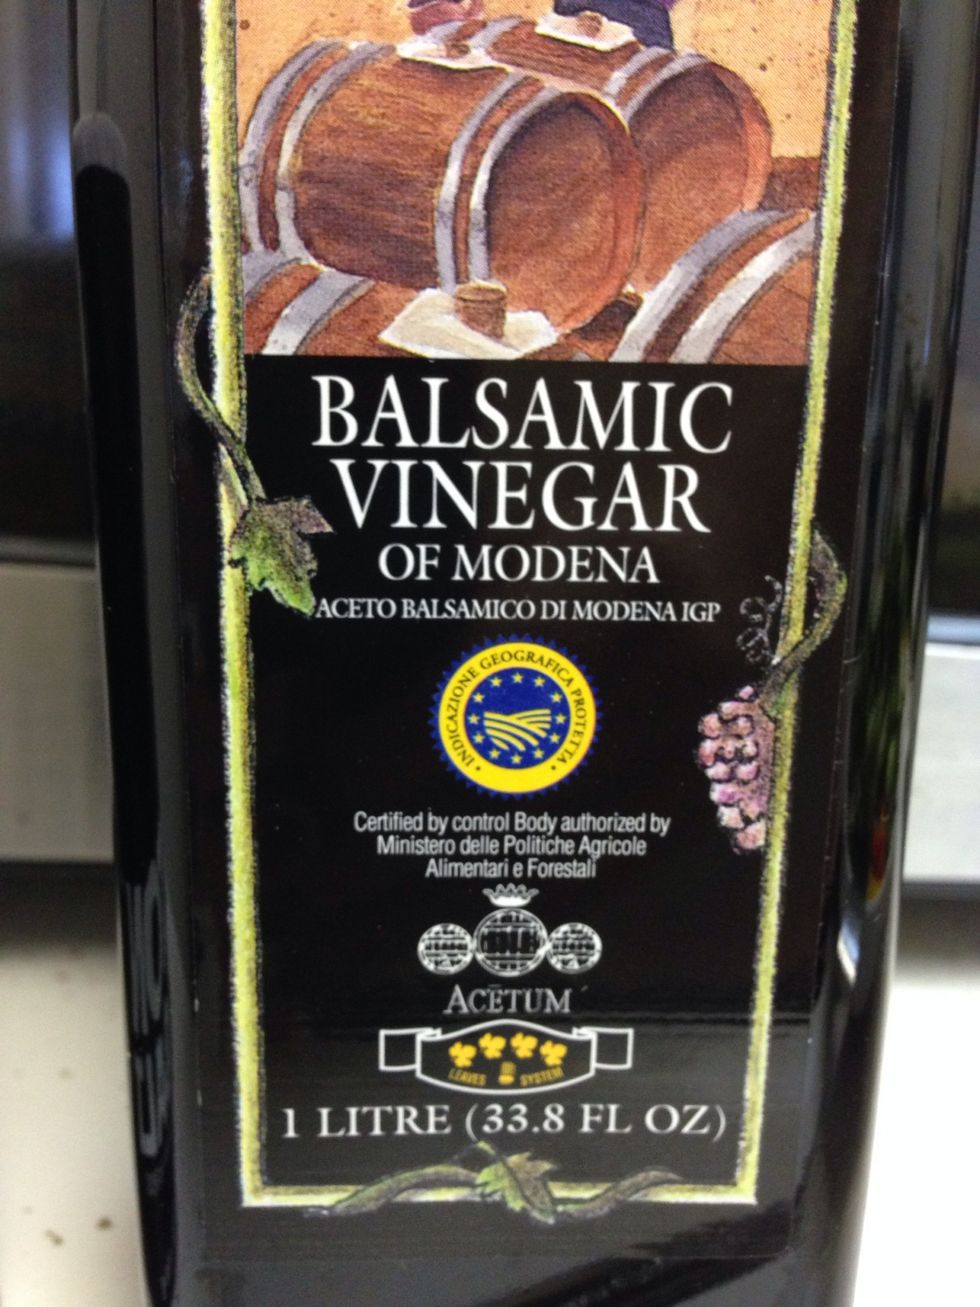 BALSAMIC
VINEGAR
OF MODENA
ACETO BALSAMICO DI MODENA IGP
· INDICAZIONE GEOGRAFICA PROTETTA ·
Certified by control Body authorized by
Ministero delle Politiche Agricole
Alimentari e Forestali
ACETUM
LEAVES SYSTEM
1 LITRE (33.8 FL OZ)